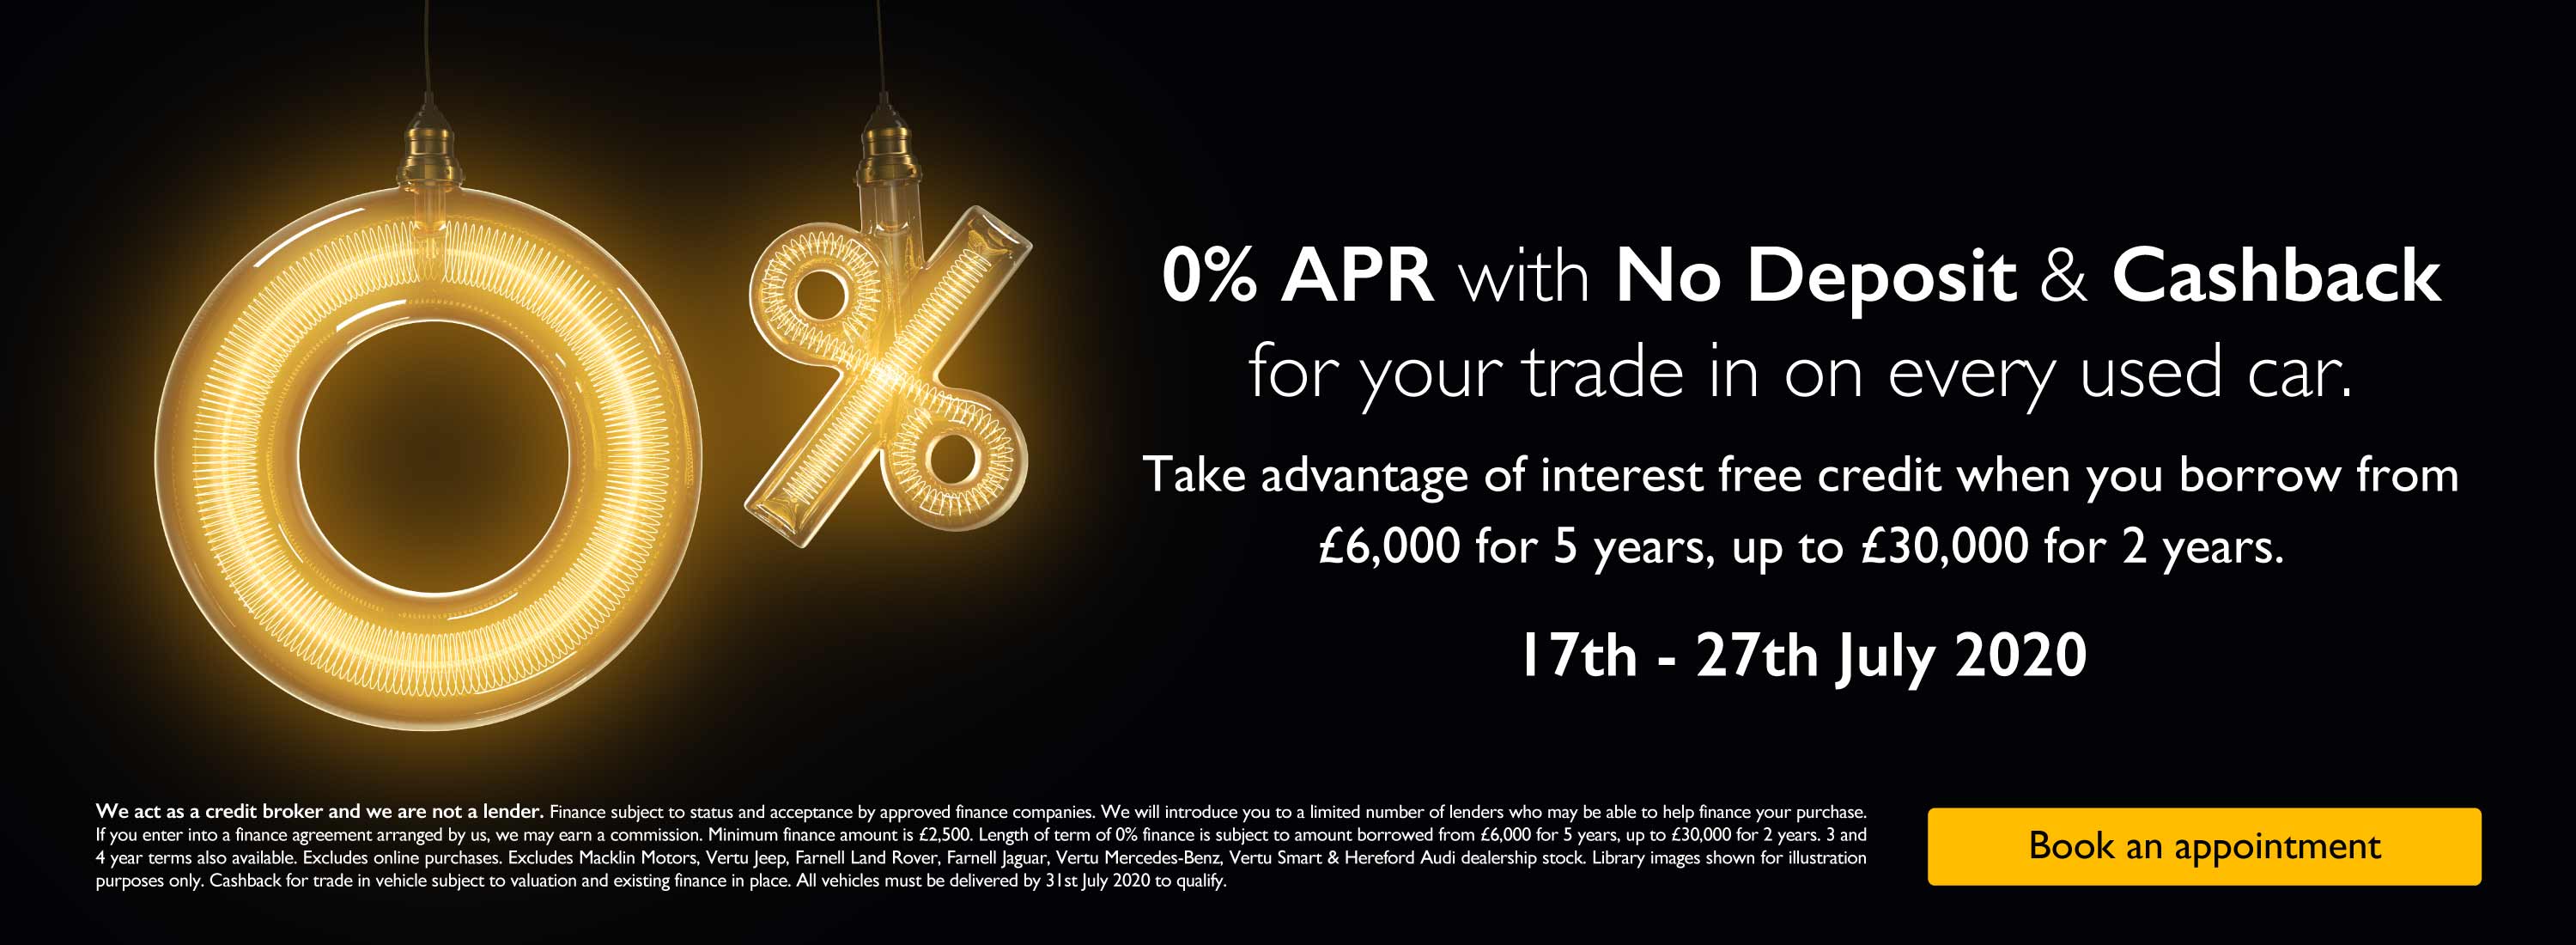 0%
0% APR with No Deposit & Cashback
for your trade in on every used car.
Take advantage of interest free credit when you borrow from
£6,000 for 5 years, up to £30,000 for 2 years.
17th - 27th July 2020
We act as a credit broker and we are not a lender. Finance subject to status and acceptance by approved finance companies. We will introduce you to a limited number of lenders who may be able to help finance your purchase.
If you enter into a finance agreement arranged by us, we may earn a commission. Minimum finance amount is £2,500. Length of term of 0% finance is subject to amount borrowed from £6,000 for 5 years, up to £30,000 for 2 years. 3 and
4 year terms also available. Excludes online purchases. Excludes Macklin Motors, Vertu Jeep, Farnell Land Rover, Farnell Jaguar, Vertu Mercedes-Benz, Vertu Smart & Hereford Audi dealership stock. Library images shown for illustration
purposes only. Cashback for trade in vehicle subject to valuation and existing finance in place. All vehicles must be delivered by 31st July 2020 to qualify.
Book an appointment